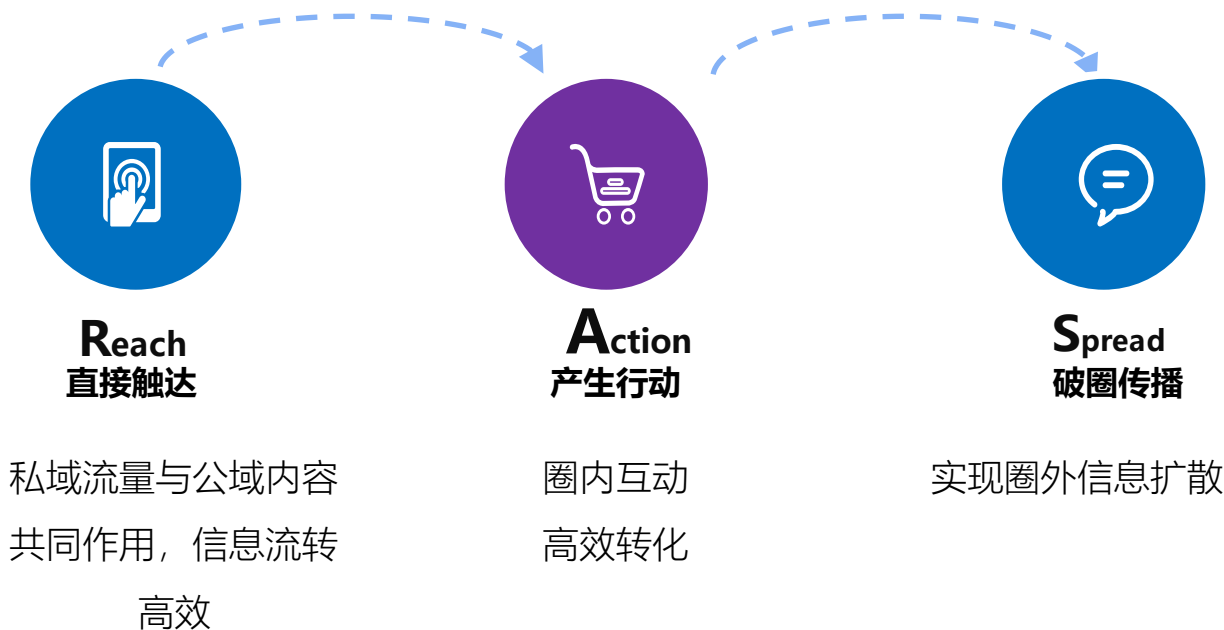 Reach
直接触达
私域流量与公域内容
共同作用，信息流转
高效
Action
产生行动
圈内互动
高效转化
Spread
破圈传播
实现圈外信息扩散